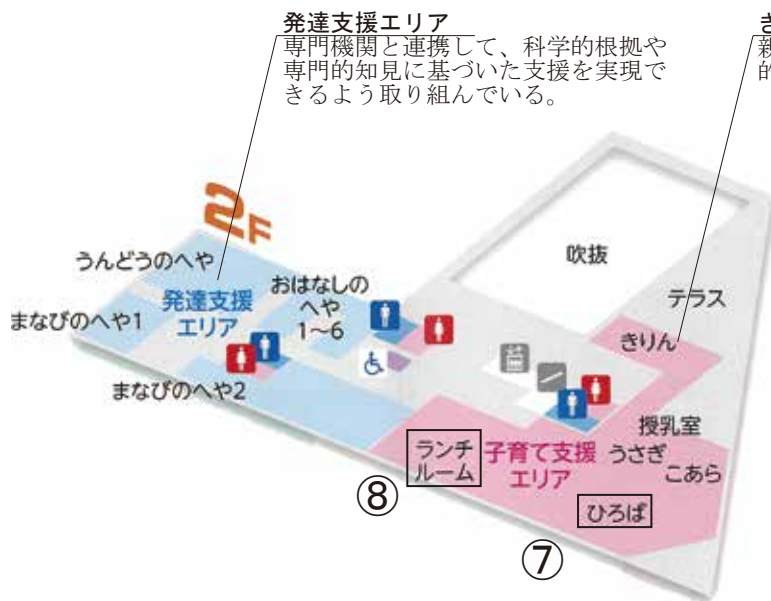 発達支援エリア
専門機関と連携して、科学的根拠や
専門的知見に基づいた支援を実現で
きるよう取り組んでいる。
2F
うんどうのへや
おはなしの
へや
1〜6
発達支援
エリア
まなびのへや1
まなびのへや2
吹抜
テラス
きりん
授乳室
うさぎ
こあら
ランチ
ルーム
子育て支援
エリア
ひろば
⑧
⑦